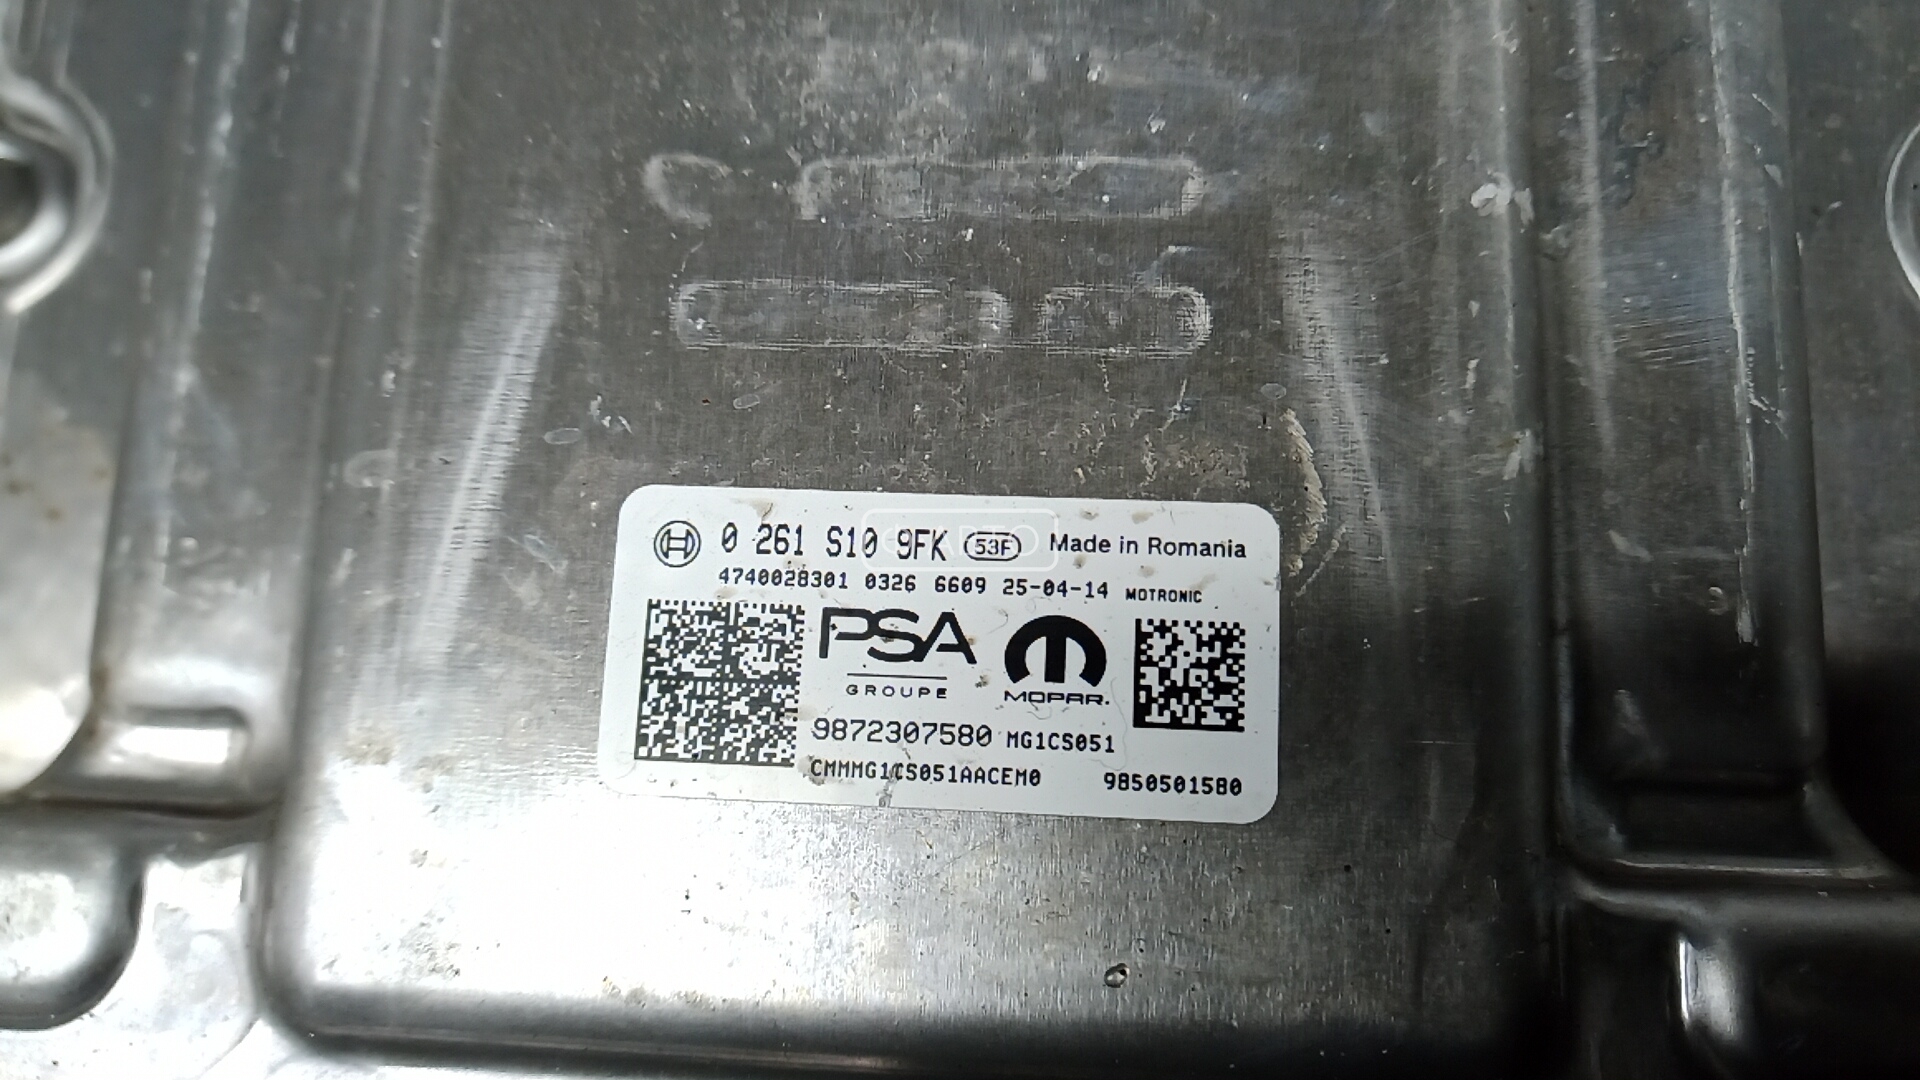 0 261 S10 9FK 53F Made in Romania
4740028301 0326 6609 25-04-14 MOTRONIC
PSA
GROUPE
MOPAR.
9872307580 MG1CS051
CMMMG1CS051AACEM0 9850501580